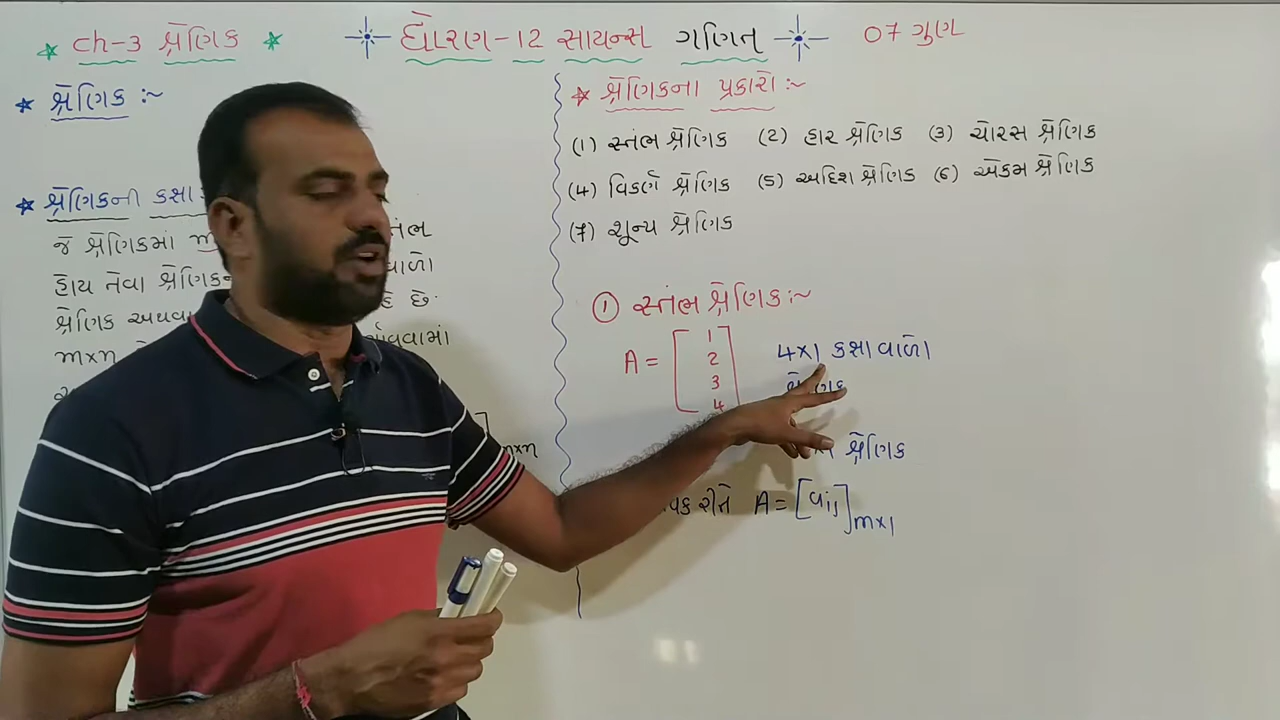 * ch-3 શ્રેણિક *
ધોરણ-12 સાયન્સ ગણિત
07 ગુણ
* શ્રેણિક :~
* શ્રેણિકની કક્ષા
જે શ્રેણિકમાં
હોય તેવા
શ્રેણિક અથવા
m×n
m×n
* શ્રેણિકના પ્રકારો :~
(1) સ્તંભ શ્રેણિક (2) હાર શ્રેણિક (3) ચોરસ શ્રેણિક
(4) વિકર્ણ શ્રેણિક (5) અદિશ શ્રેણિક (6) એકમ શ્રેણિક
(7) શૂન્ય શ્રેણિક
① સ્તંભ શ્રેણિક :~
A = [ 1
2
3
4 ]
4×1 કક્ષાવાળો
શ્રેણિક
શ્રેણિક
રીતે A = [aij]m×1